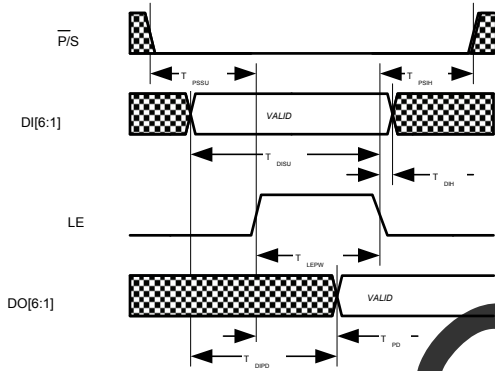 P/S
T PSSU
T PSIH
DI[6:1]
VALID
T DISU
T DIH
LE
T LEPW
DO[6:1]
VALID
T PD
T DIPD